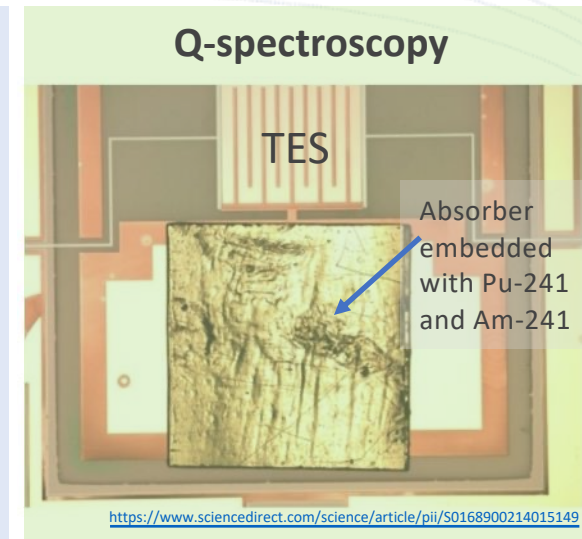 Q-spectroscopy
TES
Absorber
embedded
with Pu-241
and Am-241
https://www.sciencedirect.com/science/article/pii/S0168900214015149